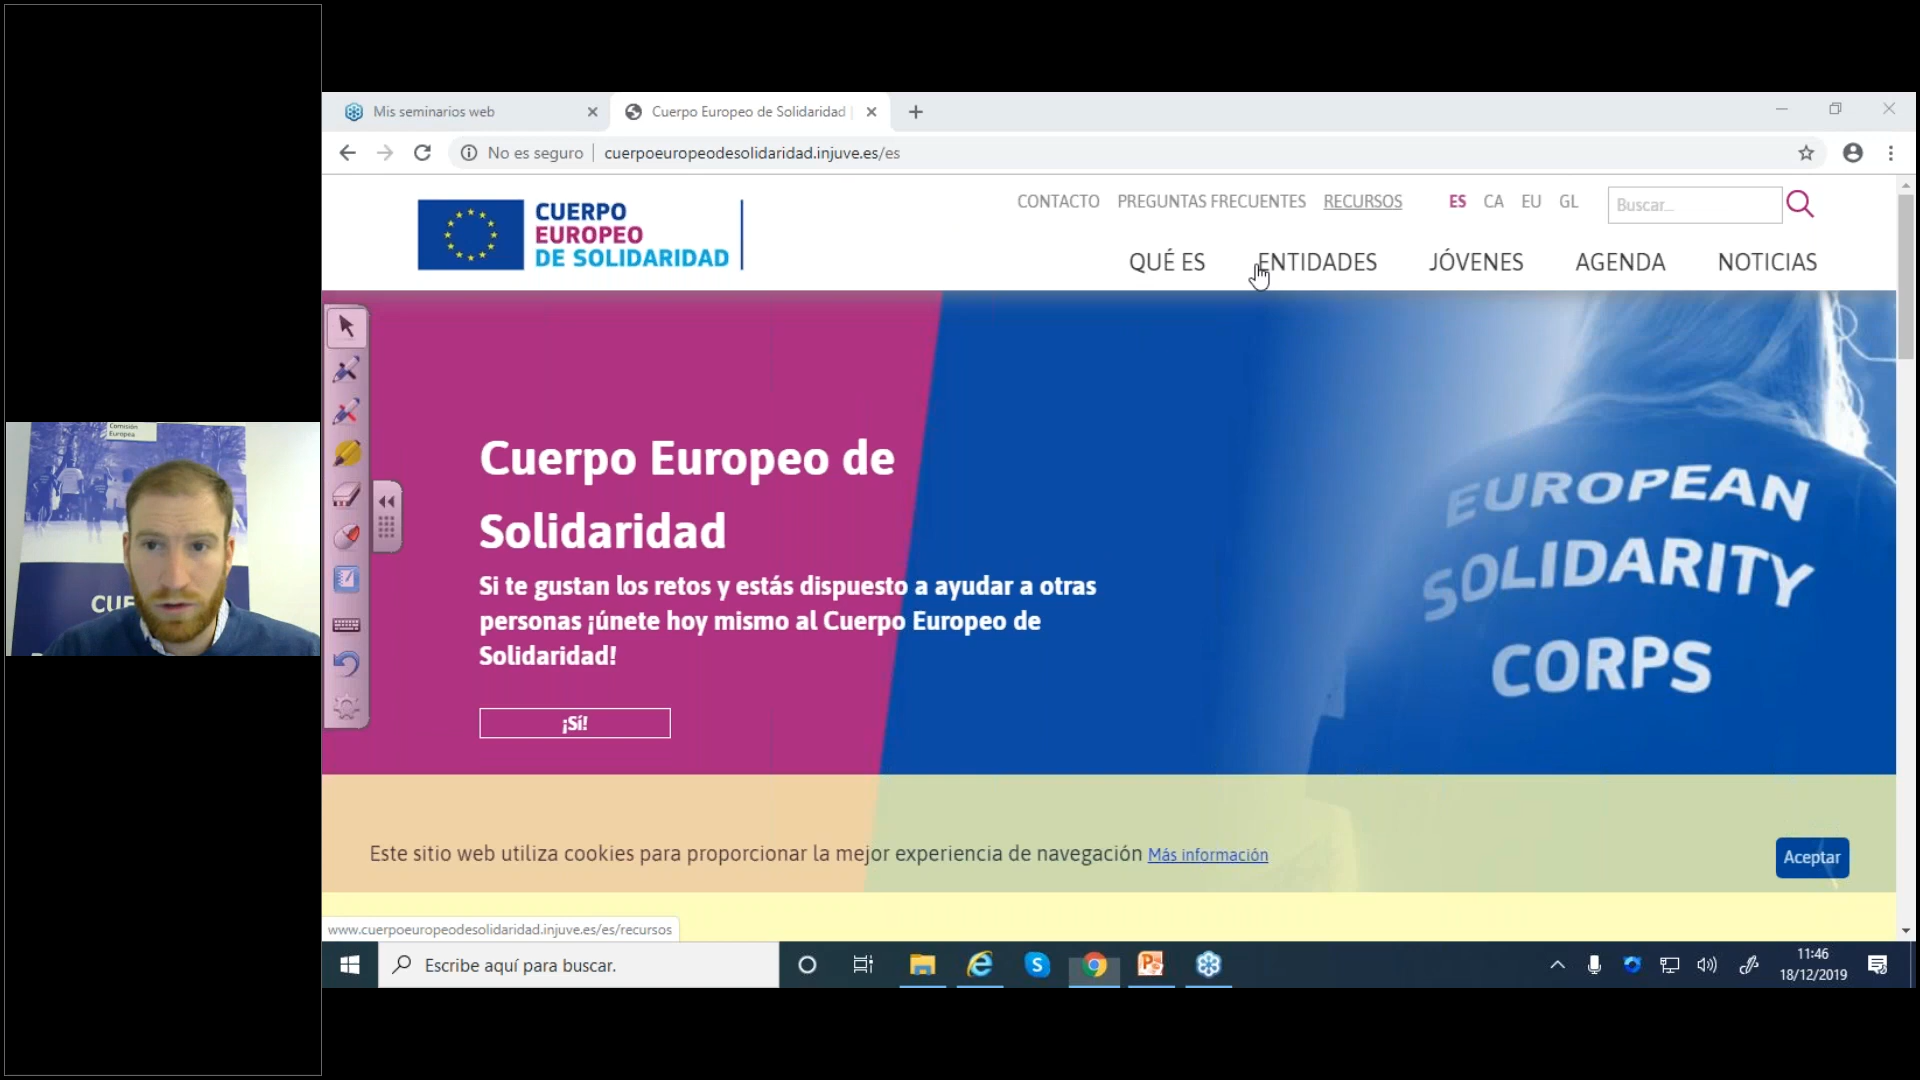 Mis seminarios web
Cuerpo Europeo de Solidaridad |
No es seguro
cuerpoeuropeodesolidaridad.injuve.es/es
CONTACTO PREGUNTAS FRECUENTES RECURSOS ES CA EU GL
Buscar...
CUERPO
EUROPEO
DE SOLIDARIDAD
QUÉ ES ENTIDADES JÓVENES AGENDA NOTICIAS
Comisión
Europea
CUE
Cuerpo Europeo de
Solidaridad
Si te gustan los retos y estás dispuesto a ayudar a otras
personas ¡únete hoy mismo al Cuerpo Europeo de
Solidaridad!
¡Sí!
EUROPEAN
SOLIDARITY
CORPS
Este sitio web utiliza cookies para proporcionar la mejor experiencia de navegación Más información
Aceptar
www.cuerpoeuropeodesolidaridad.injuve.es/es/recursos
Escribe aquí para buscar.
11:46
18/12/2019